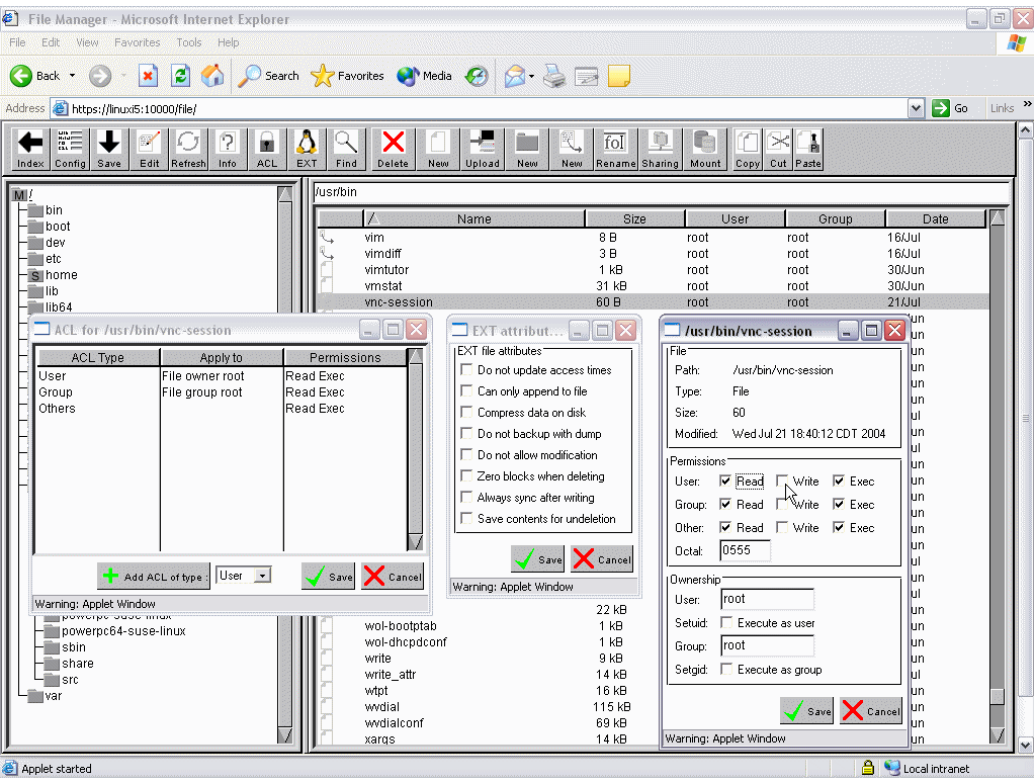 File Manager - Microsoft Internet Explorer
File Edit View Favorites Tools Help
Back Search Favorites Media
Address https://linuxi5:10000/file/ Go Links »
Index Config Save Edit Refresh Info ACL EXT Find Delete New Upload New New Rename Sharing Mount Copy Cut Paste
M /
bin
boot
dev
etc
S home
lib
lib64
/usr/bin
Name Size User Group Date
vim 8 B root root 16/Jul
vimdiff 3 B root root 16/Jul
vimtutor 1 kB root root 30/Jun
vmstat 31 kB root root 30/Jun
vnc-session 60 B root root 21/Jul
ACL for /usr/bin/vnc-session
ACL Type Apply to Permissions
User File owner root Read Exec
Group File group root Read Exec
Others Read Exec
Add ACL of type : User Save Cancel
Warning: Applet Window
EXT attribut...
EXT file attributes
Do not update access times
Can only append to file
Compress data on disk
Do not backup with dump
Do not allow modification
Zero blocks when deleting
Always sync after writing
Save contents for undeletion
Save Cancel
Warning: Applet Window
/usr/bin/vnc-session
File
Path: /usr/bin/vnc-session
Type: File
Size: 60
Modified: Wed Jul 21 18:40:12 CDT 2004
Permissions
User: Read Write Exec
Group: Read Write Exec
Other: Read Write Exec
Octal: 0555
Ownership
User: root
Setuid: Execute as user
Group: root
Setgid: Execute as group
Save Cancel
Warning: Applet Window
powerpc-suse-linux
powerpc64-suse-linux
sbin
share
src
var
22 kB
wol-bootptab 1 kB
wol-dhcpdconf 1 kB
write 9 kB
write_attr 14 kB
wtpt 16 kB
wvdial 115 kB
wvdialconf 69 kB
xargs 14 kB
Applet started Local intranet